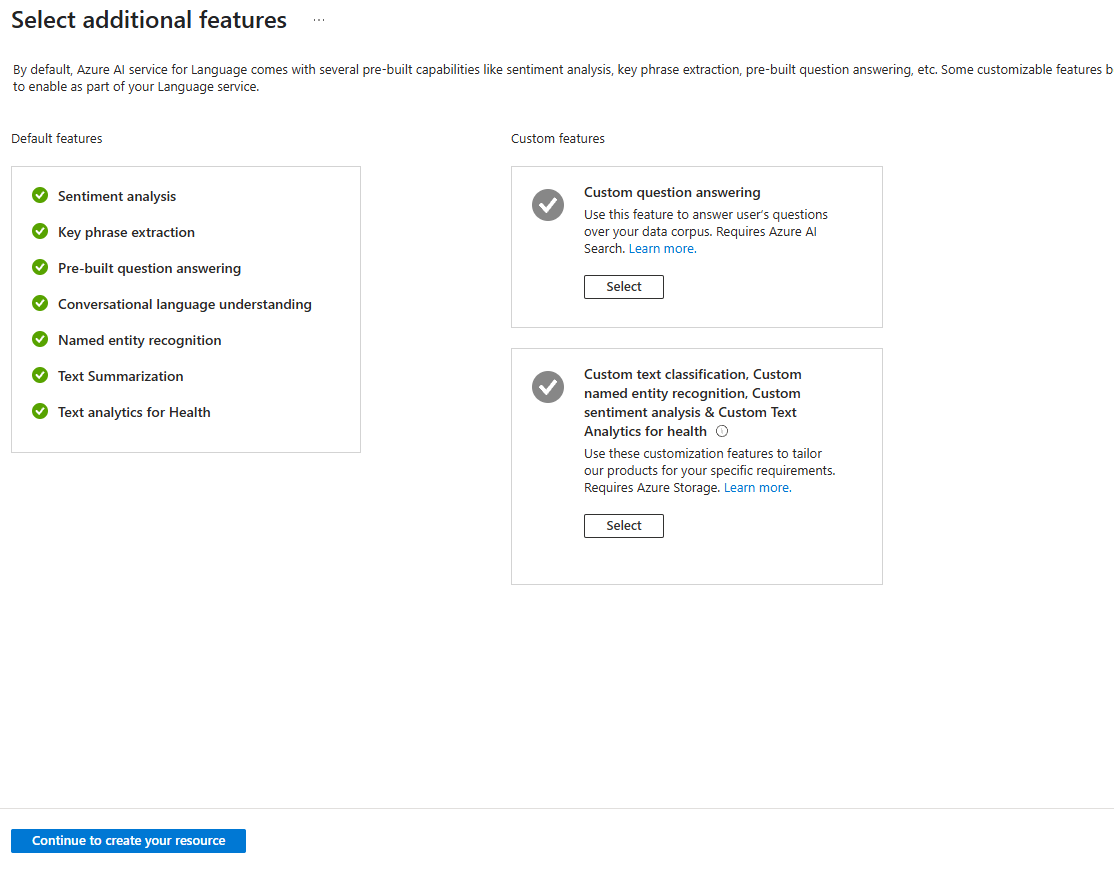 Select additional features ...
By default, Azure AI service for Language comes with several pre-built capabilities like sentiment analysis, key phrase extraction, pre-built question answering, etc. Some customizable features b
to enable as part of your Language service.
Default features
Sentiment analysis
Key phrase extraction
Pre-built question answering
Conversational language understanding
Named entity recognition
Text Summarization
Text analytics for Health
Custom features
Custom question answering
Use this feature to answer user's questions
over your data corpus. Requires Azure AI
Search. Learn more.
Select
Custom text classification, Custom
named entity recognition, Custom
sentiment analysis & Custom Text
Analytics for health
Use these customization features to tailor
our products for your specific requirements.
Requires Azure Storage. Learn more.
Select
Continue to create your resource